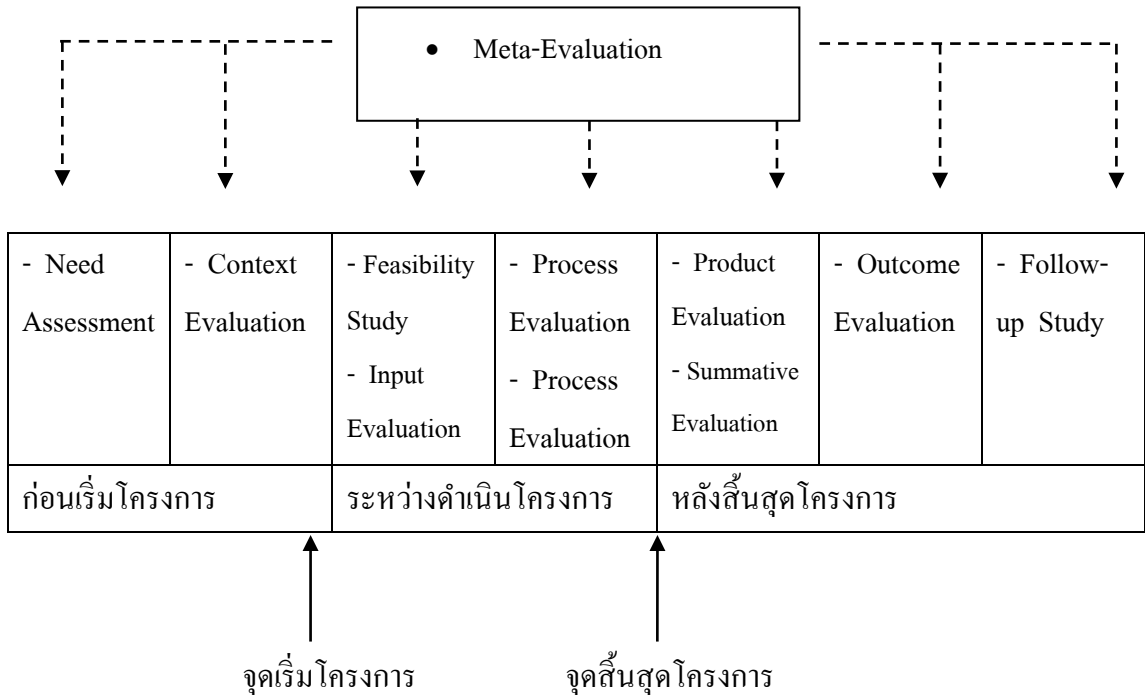 • Meta-Evaluation
- Need
Assessment
- Context
Evaluation
- Feasibility
Study
- Input
Evaluation
- Process
Evaluation
- Process
Evaluation
- Product
Evaluation
- Summative
Evaluation
- Outcome
Evaluation
- Follow-
up Study
ก่อนเริ่มโครงการ
ระหว่างดำเนินโครงการ
หลังสิ้นสุดโครงการ
จุดเริ่มโครงการ
จุดสิ้นสุดโครงการ